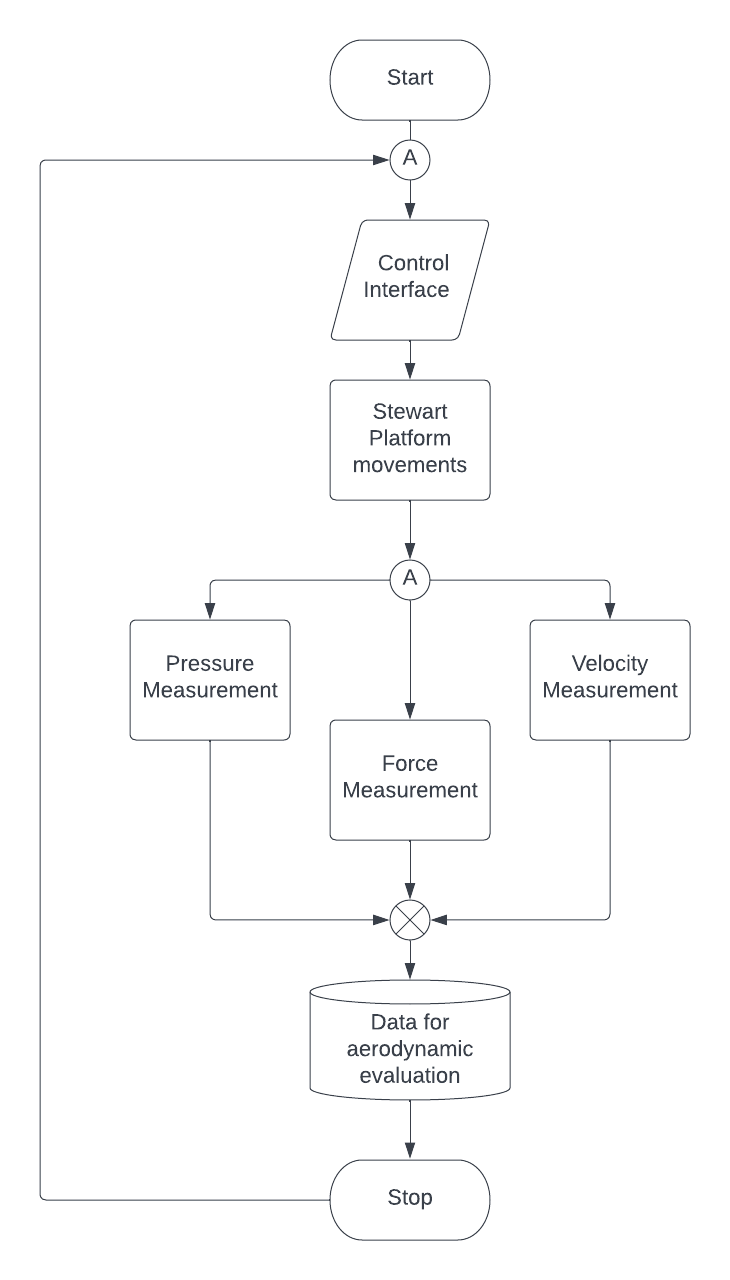 Start
A
Control
Interface
Stewart
Platform
movements
A
Pressure
Measurement
Velocity
Measurement
Force
Measurement
Data for
aerodynamic
evaluation
Stop